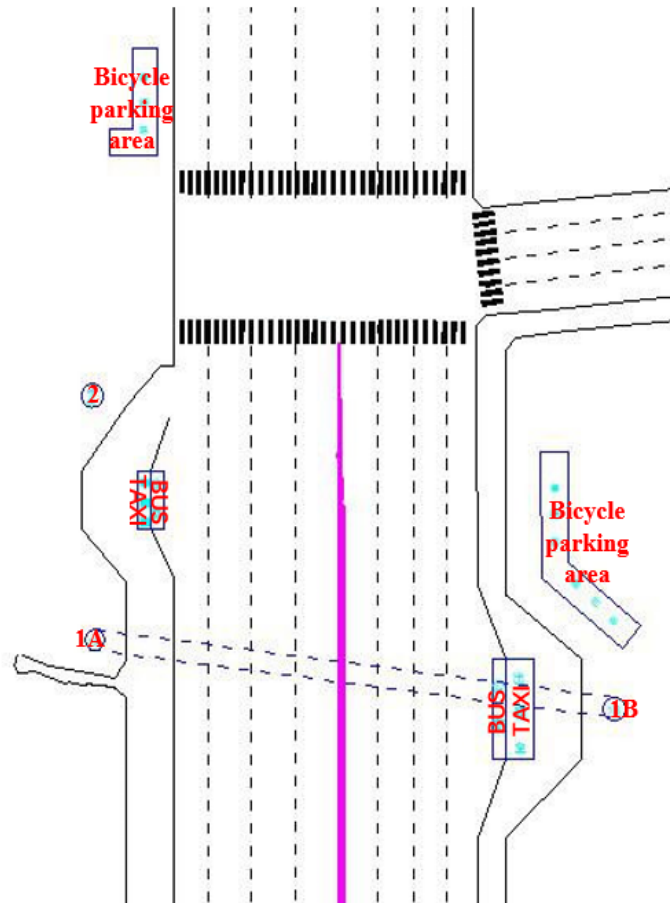 Bicycle
parking
area
2
BUS
TAXI
Bicycle
parking
area
1A
BUS
TAXI
1B